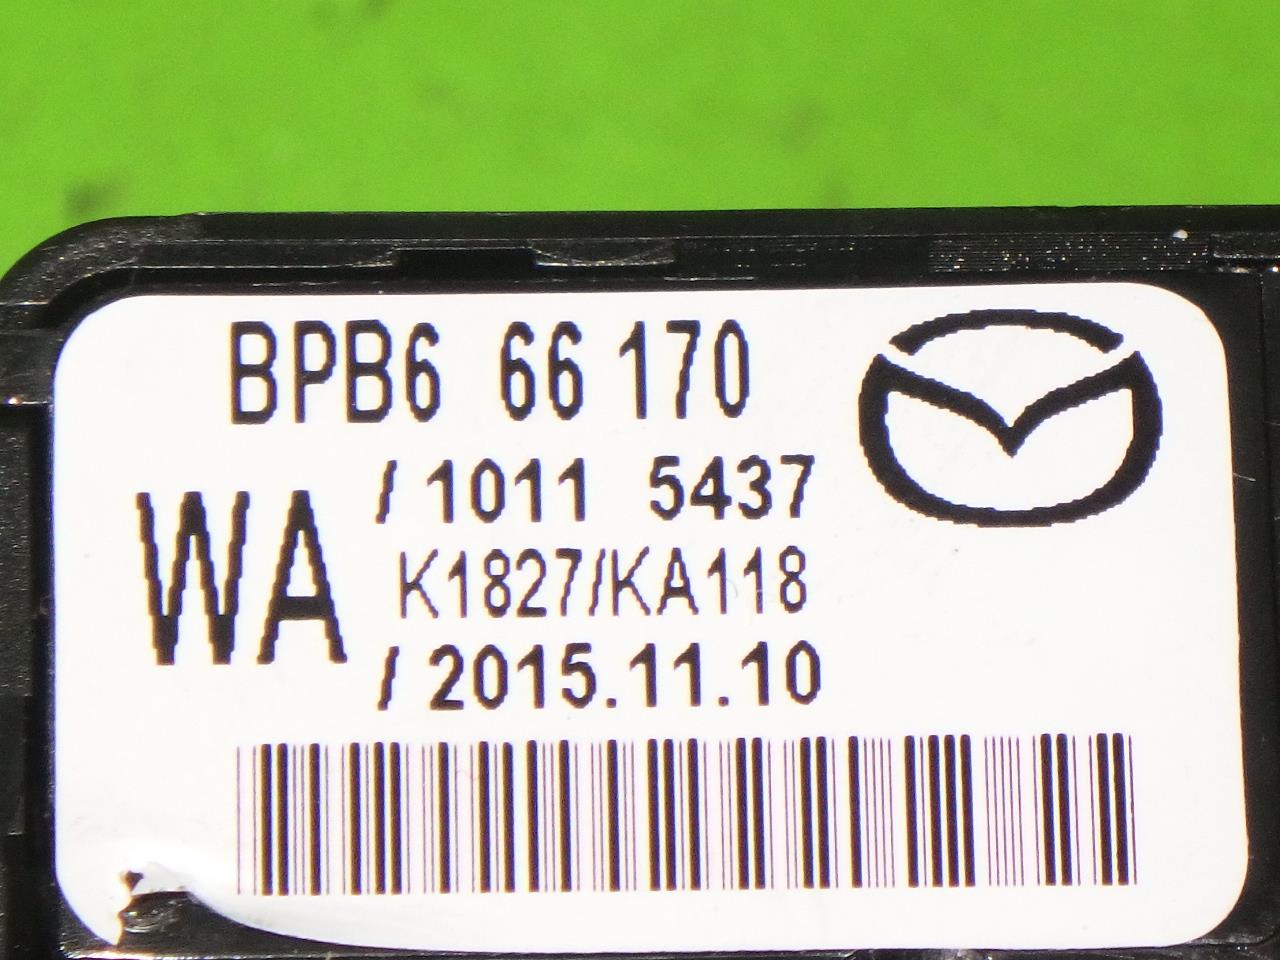 BPB6 66 170
/ 1011 5437
WA K1827/KA118
/ 2015.11.10